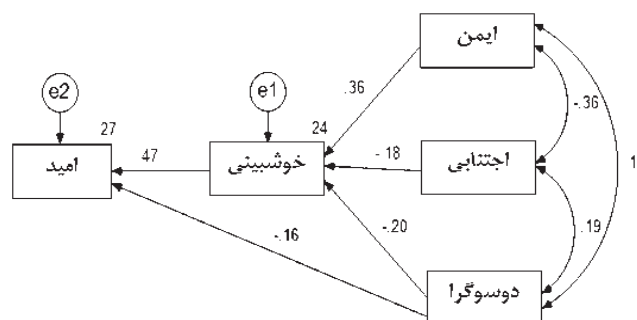 ایمن
e2
e1
.36
-.36
27
24
1
امید
47
خوشبینی
-.18
اجتنابی
-.20
.19
-.16
دوسوگرا